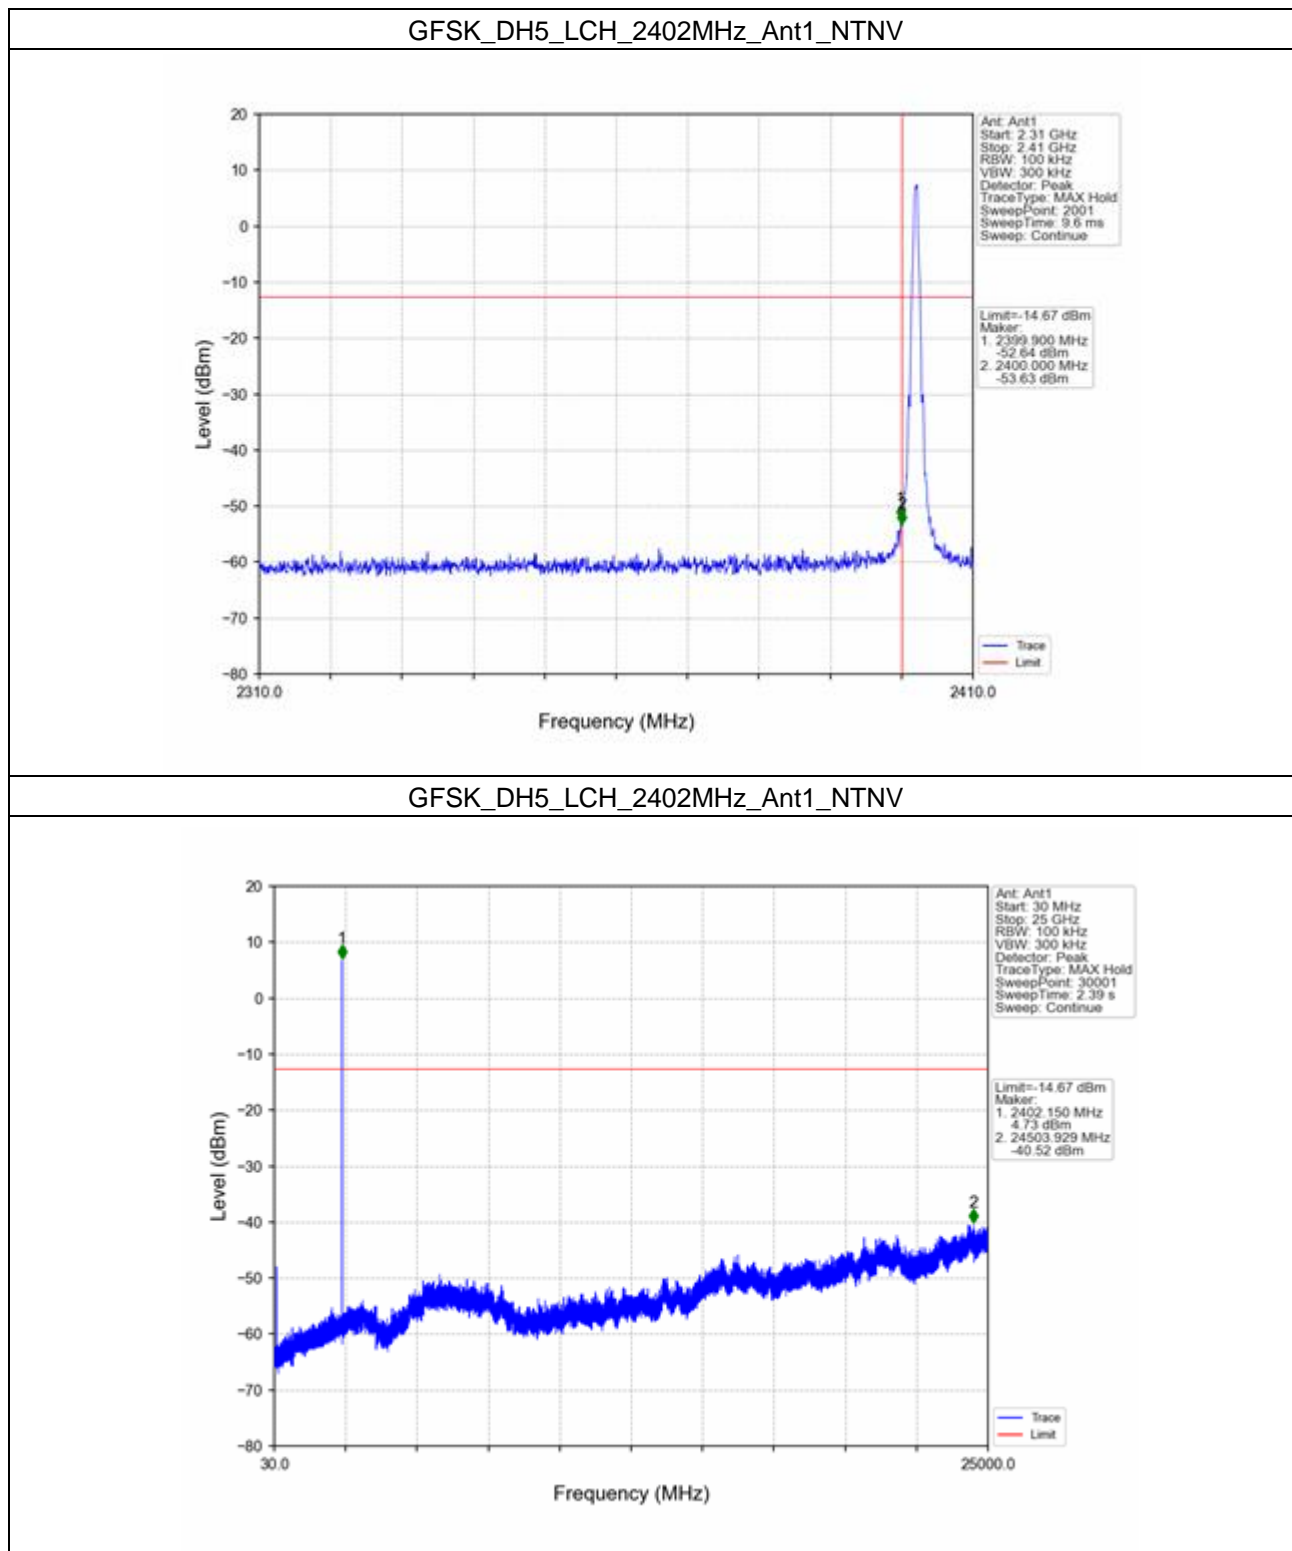 GFSK_DH5_LCH_2402MHz_Ant1_NTNV
20
10
0
−10
−20
−30
−40
−50
−60
−70
−80
Level (dBm)
2310.0
2410.0
Frequency (MHz)
2
Ant: Ant1
Start: 2.31 GHz
Stop: 2.41 GHz
RBW: 100 kHz
VBW: 300 kHz
Detector: Peak
TraceType: MAX Hold
SweepPoint: 2001
SweepTime: 9.6 ms
Sweep: Continue
Limit=-14.67 dBm
Maker:
1. 2399.900 MHz
-52.64 dBm
2. 2400.000 MHz
-53.63 dBm
Trace
Limit
GFSK_DH5_LCH_2402MHz_Ant1_NTNV
20
10
0
−10
−20
−30
−40
−50
−60
−70
−80
Level (dBm)
30.0
25000.0
Frequency (MHz)
1
2
Ant: Ant1
Start: 30 MHz
Stop: 25 GHz
RBW: 100 kHz
VBW: 300 kHz
Detector: Peak
TraceType: MAX Hold
SweepPoint: 30001
SweepTime: 2.39 s
Sweep: Continue
Limit=-14.67 dBm
Maker:
1. 2402.150 MHz
4.73 dBm
2. 24503.929 MHz
-40.52 dBm
Trace
Limit